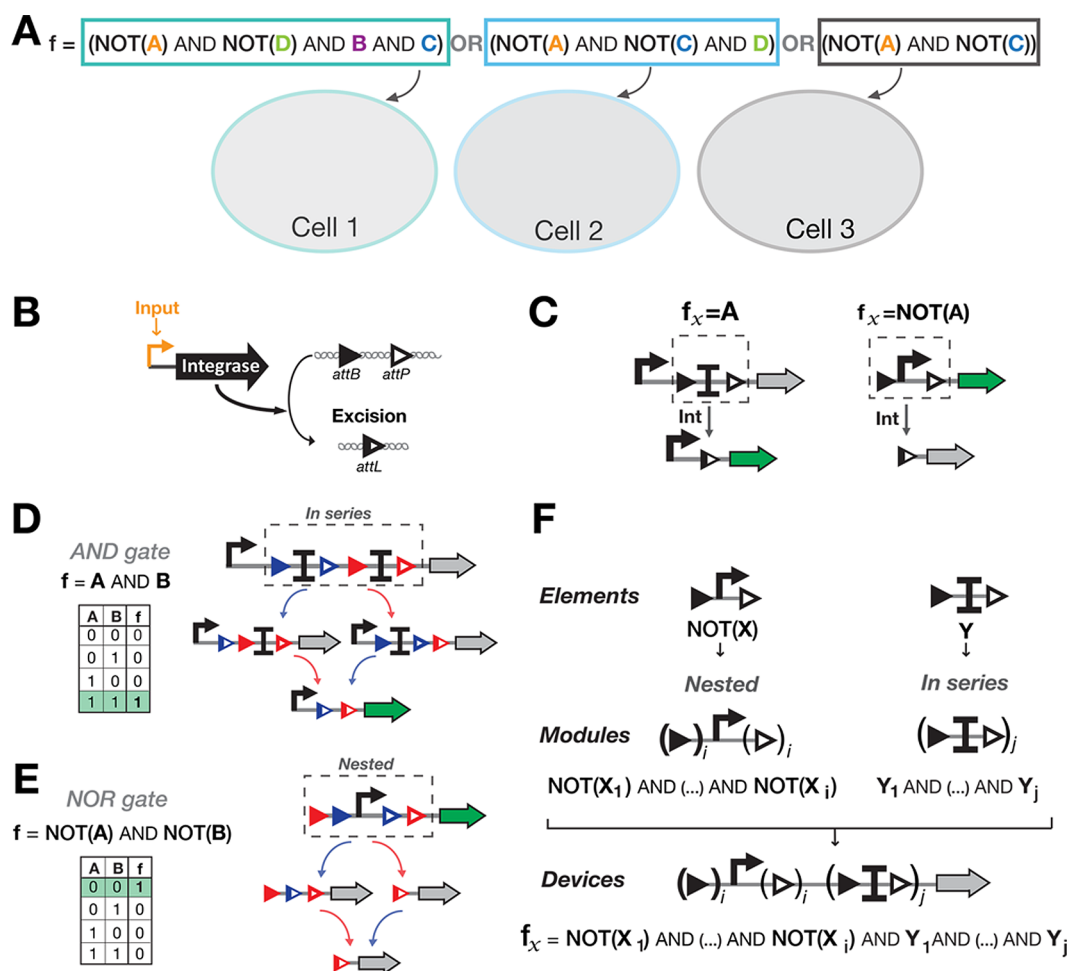 A
f = (NOT(A) AND NOT(D) AND B AND C) OR (NOT(A) AND NOT(C) AND D) OR (NOT(A) AND NOT(C))
Cell 1
Cell 2
Cell 3
B
Input
Integrase
attB
attP
Excision
attL
C
fx=A
fx=NOT(A)
Int
Int
D
AND gate
f = A AND B
A B f
0 0 0
0 1 0
1 0 0
1 1 1
In series
E
NOR gate
f = NOT(A) AND NOT(B)
A B f
0 0 1
0 1 0
1 0 0
1 1 0
Nested
F
Elements
NOT(X)
Y
Nested
In series
Modules
( )i ( )i
( )j
NOT(X1) AND (...) AND NOT(Xi)
Y1 AND (...) AND Yj
Devices
( )i ( )i ( )j
fx = NOT(X1) AND (...) AND NOT(Xi) AND Y1 AND (...) AND Yj